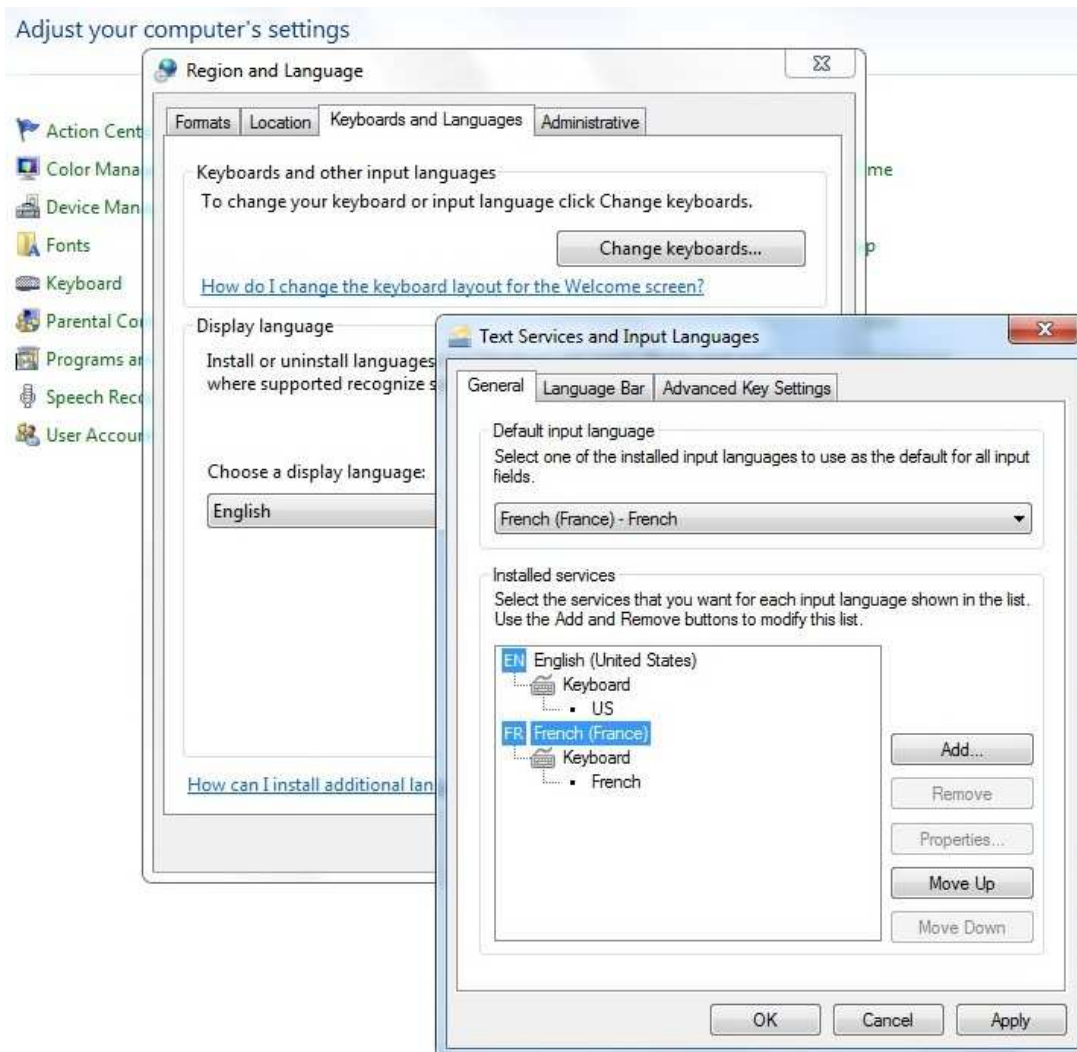 Adjust your computer's settings
Region and Language
Action Cent
Color Mana
Device Man
Fonts
Keyboard
Parental Co
Programs a
Speech Rec
User Accou
me
p
Formats Location Keyboards and Languages Administrative
Keyboards and other input languages
To change your keyboard or input language click Change keyboards.
Change keyboards...
How do I change the keyboard layout for the Welcome screen?
Display language
Install or uninstall languages
where supported recognize s
Choose a display language:
English
How can I install additional lan
Text Services and Input Languages
General Language Bar Advanced Key Settings
Default input language
Select one of the installed input languages to use as the default for all input
fields.
French (France) - French
Installed services
Select the services that you want for each input language shown in the list.
Use the Add and Remove buttons to modify this list.
EN English (United States)
Keyboard
US
FR French (France)
Keyboard
French
Add...
Remove
Properties...
Move Up
Move Down
OK Cancel Apply